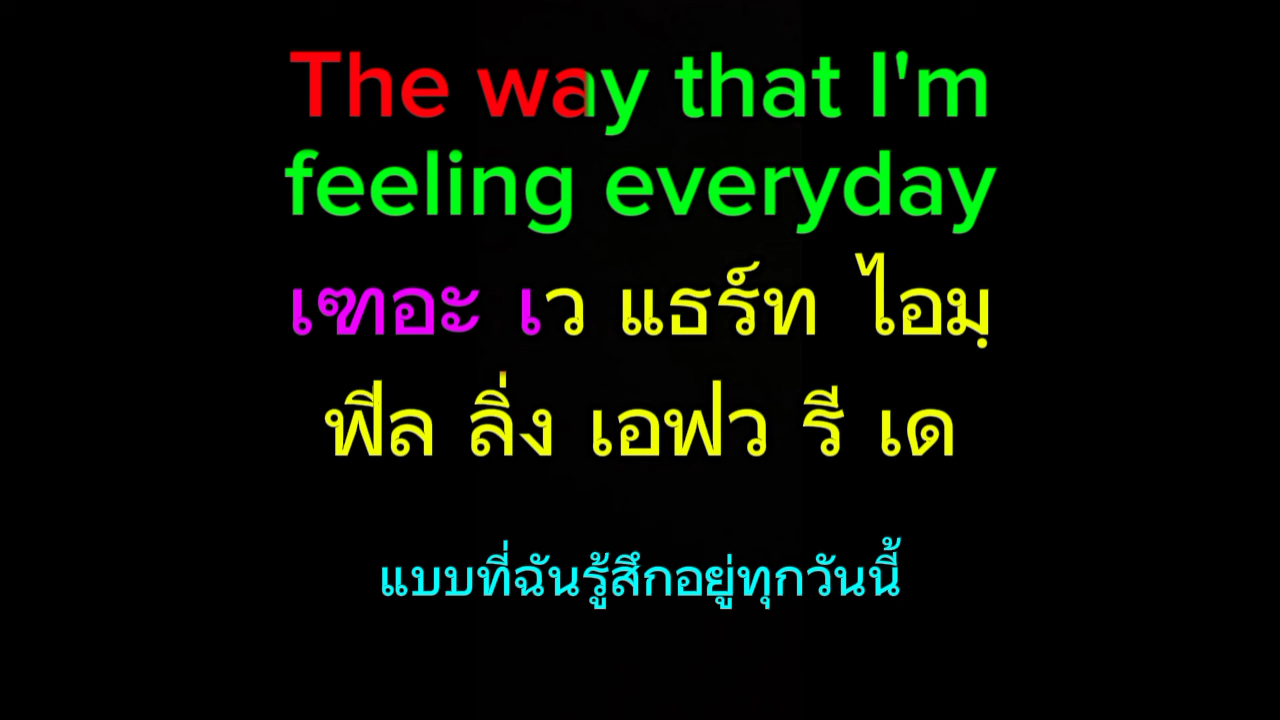 The way that I'm
feeling everyday
เฑอะ เว แธร์ท ไอมฺ
ฟีล ลิ่ง เอฟว รี เด
แบบที่ฉันรู้สึกอยู่ทุกวันนี้